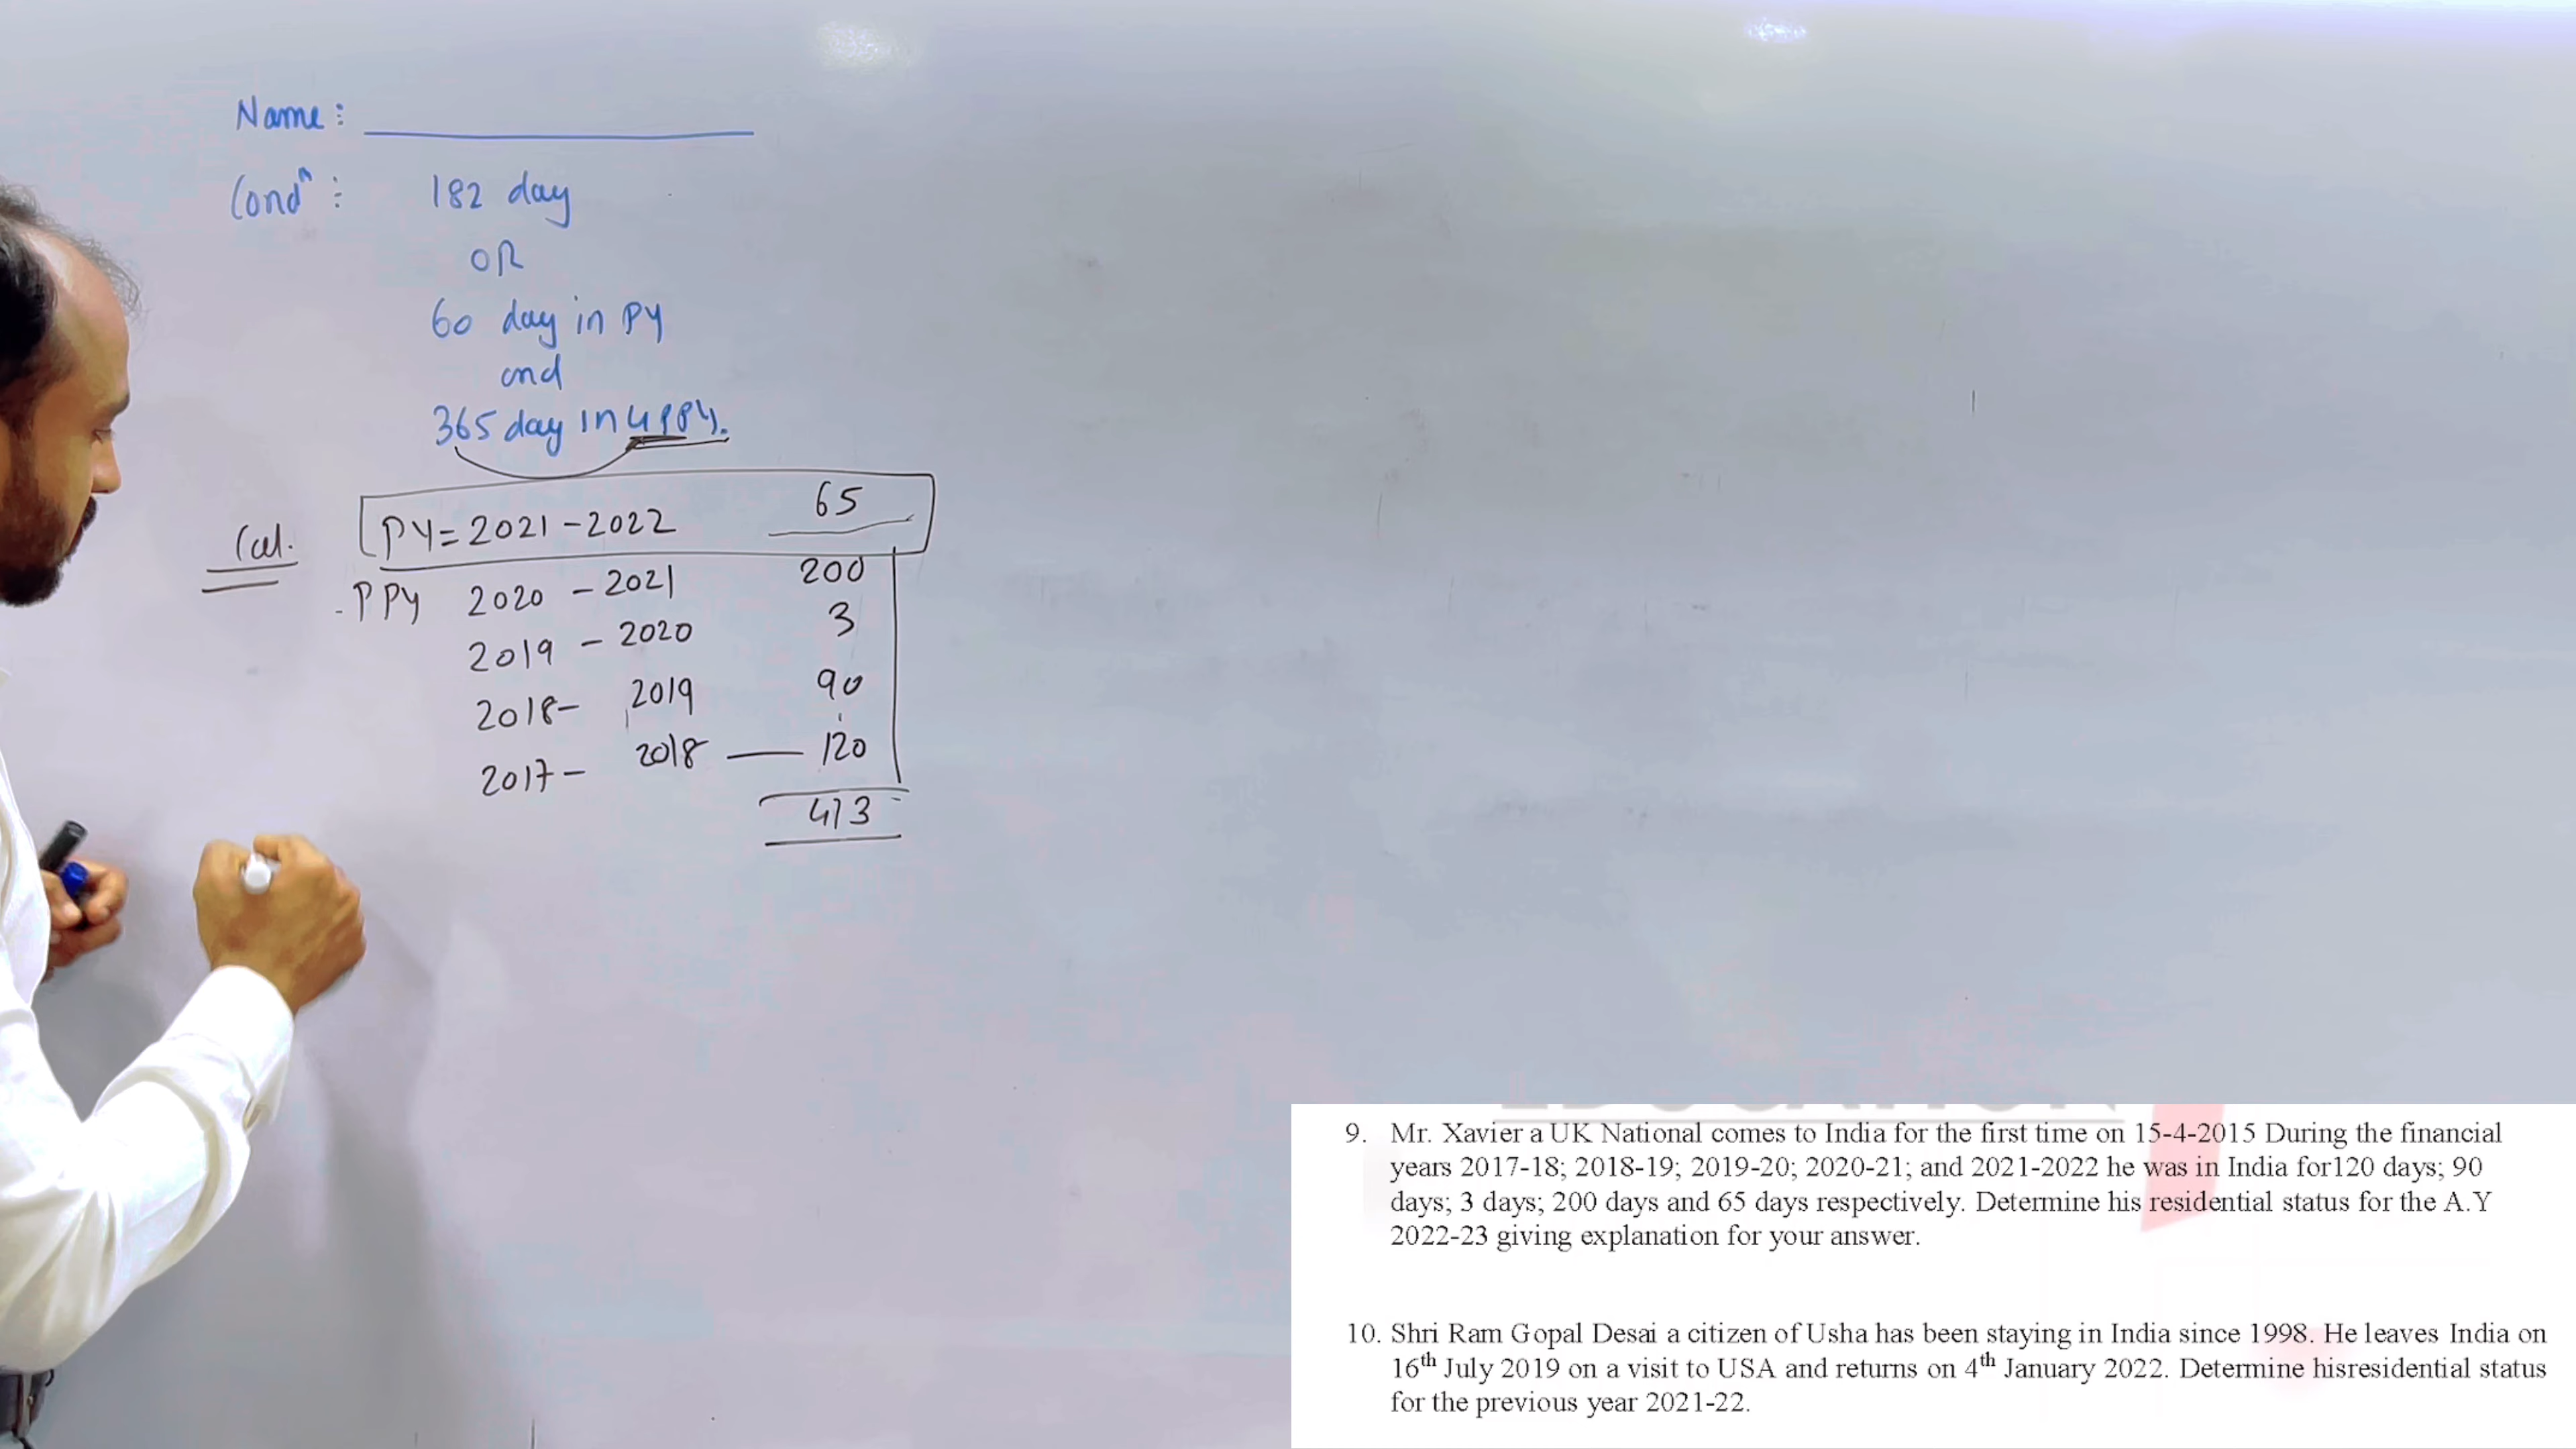 Name :
Condⁿ : 182 day
OR
60 day in PY
and
365 day in 4 PPY.
Cal. PY = 2021 - 2022 65
PPY 2020 - 2021 200
2019 - 2020 3
2018 - 2019 90
2017 - 2018 — 120
413
9. Mr. Xavier a UK National comes to India for the first time on 15-4-2015 During the financial
years 2017-18; 2018-19; 2019-20; 2020-21; and 2021-2022 he was in India for120 days; 90
days; 3 days; 200 days and 65 days respectively. Determine his residential status for the A.Y
2022-23 giving explanation for your answer.
10. Shri Ram Gopal Desai a citizen of Usha has been staying in India since 1998. He leaves India on
16th July 2019 on a visit to USA and returns on 4th January 2022. Determine hisresidential status
for the previous year 2021-22.